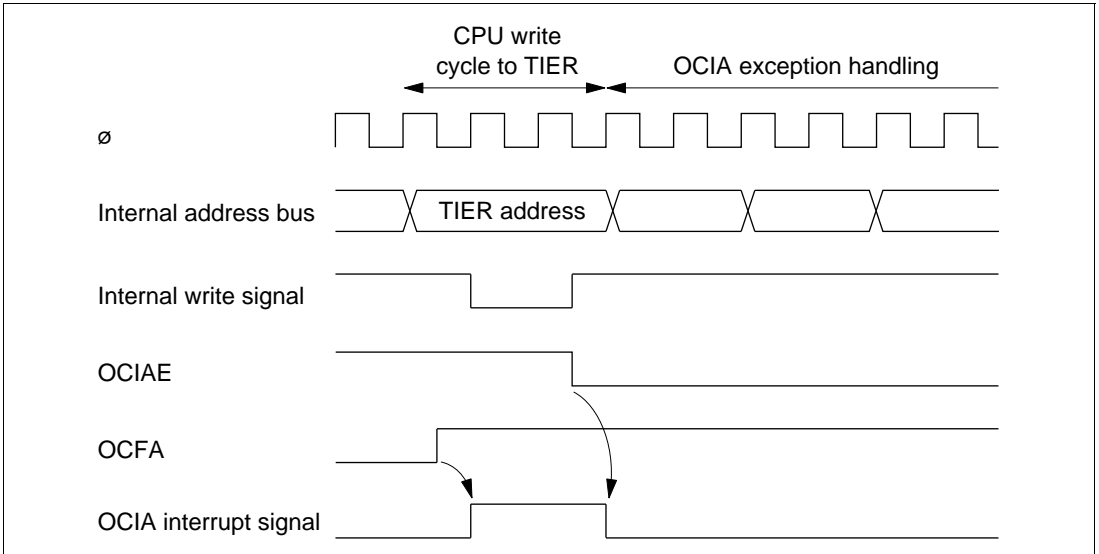 CPU write
cycle to TIER
OCIA exception handling
ø
Internal address bus
TIER address
Internal write signal
OCIAE
OCFA
OCIA interrupt signal